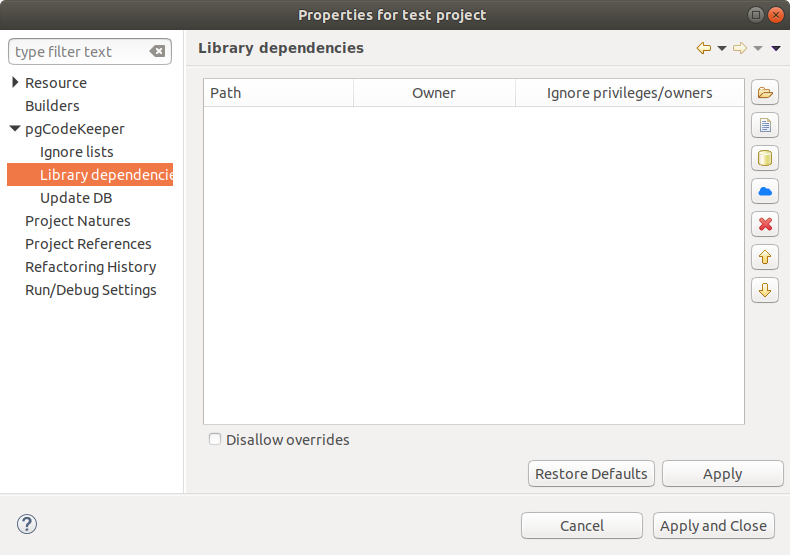 Properties for test project
type filter text
Resource
Builders
pgCodeKeeper
Ignore lists
Library dependencie
Update DB
Project Natures
Project References
Refactoring History
Run/Debug Settings
Library dependencies
Path Owner Ignore privileges/owners
Disallow overrides
Restore Defaults Apply
? Cancel Apply and Close